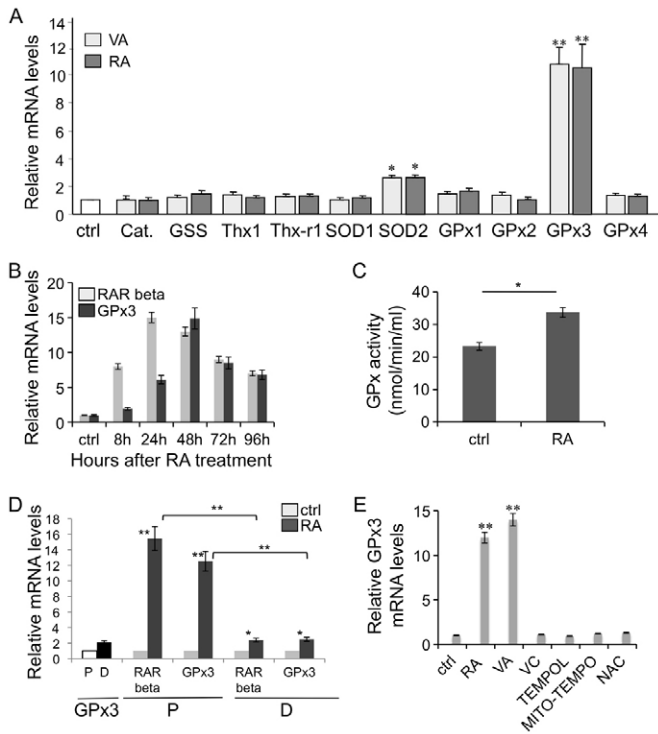 A
Relative mRNA levels
14
12
10
8
6
4
2
0
VA
RA
** **
* *
ctrl Cat. GSS Thx1 Thx-r1 SOD1 SOD2 GPx1 GPx2 GPx3 GPx4
B
Relative mRNA levels
20
15
10
5
0
RAR beta
GPx3
ctrl 8h 24h 48h 72h 96h
Hours after RA treatment
C
GPx activity
(nmol/min/ml)
40
30
20
10
0
*
ctrl RA
D
Relative mRNA levels
18
16
14
12
10
8
6
4
2
0
ctrl
RA
**
**
**
**
* *
P D RAR beta GPx3 RAR beta GPx3
GPx3 P D
E
Relative GPx3
mRNA levels
15
10
5
0
**
**
ctrl RA VA VC TEMPOL MITO-TEMPO NAC